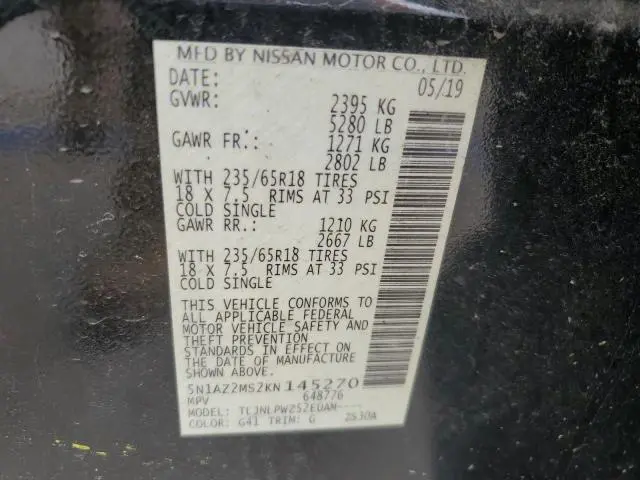 MFD BY NISSAN MOTOR CO., LTD.
DATE: 05/19
GVWR: 2395 KG
5280 LB
GAWR FR.: 1271 KG
2802 LB
WITH 235/65R18 TIRES
18 X 7.5 RIMS AT 33 PSI
COLD SINGLE
GAWR RR.: 1210 KG
2667 LB
WITH 235/65R18 TIRES
18 X 7.5 RIMS AT 33 PSI
COLD SINGLE
THIS VEHICLE CONFORMS TO
ALL APPLICABLE FEDERAL
MOTOR VEHICLE SAFETY AND
THEFT PREVENTION
STANDARDS IN EFFECT ON
THE DATE OF MANUFACTURE
SHOWN ABOVE.
5N1AZ2MS2KN145270
MPV 648776
MODEL: TLJNLPWZ52EUAM----
COLOR: G41 TRIM: G